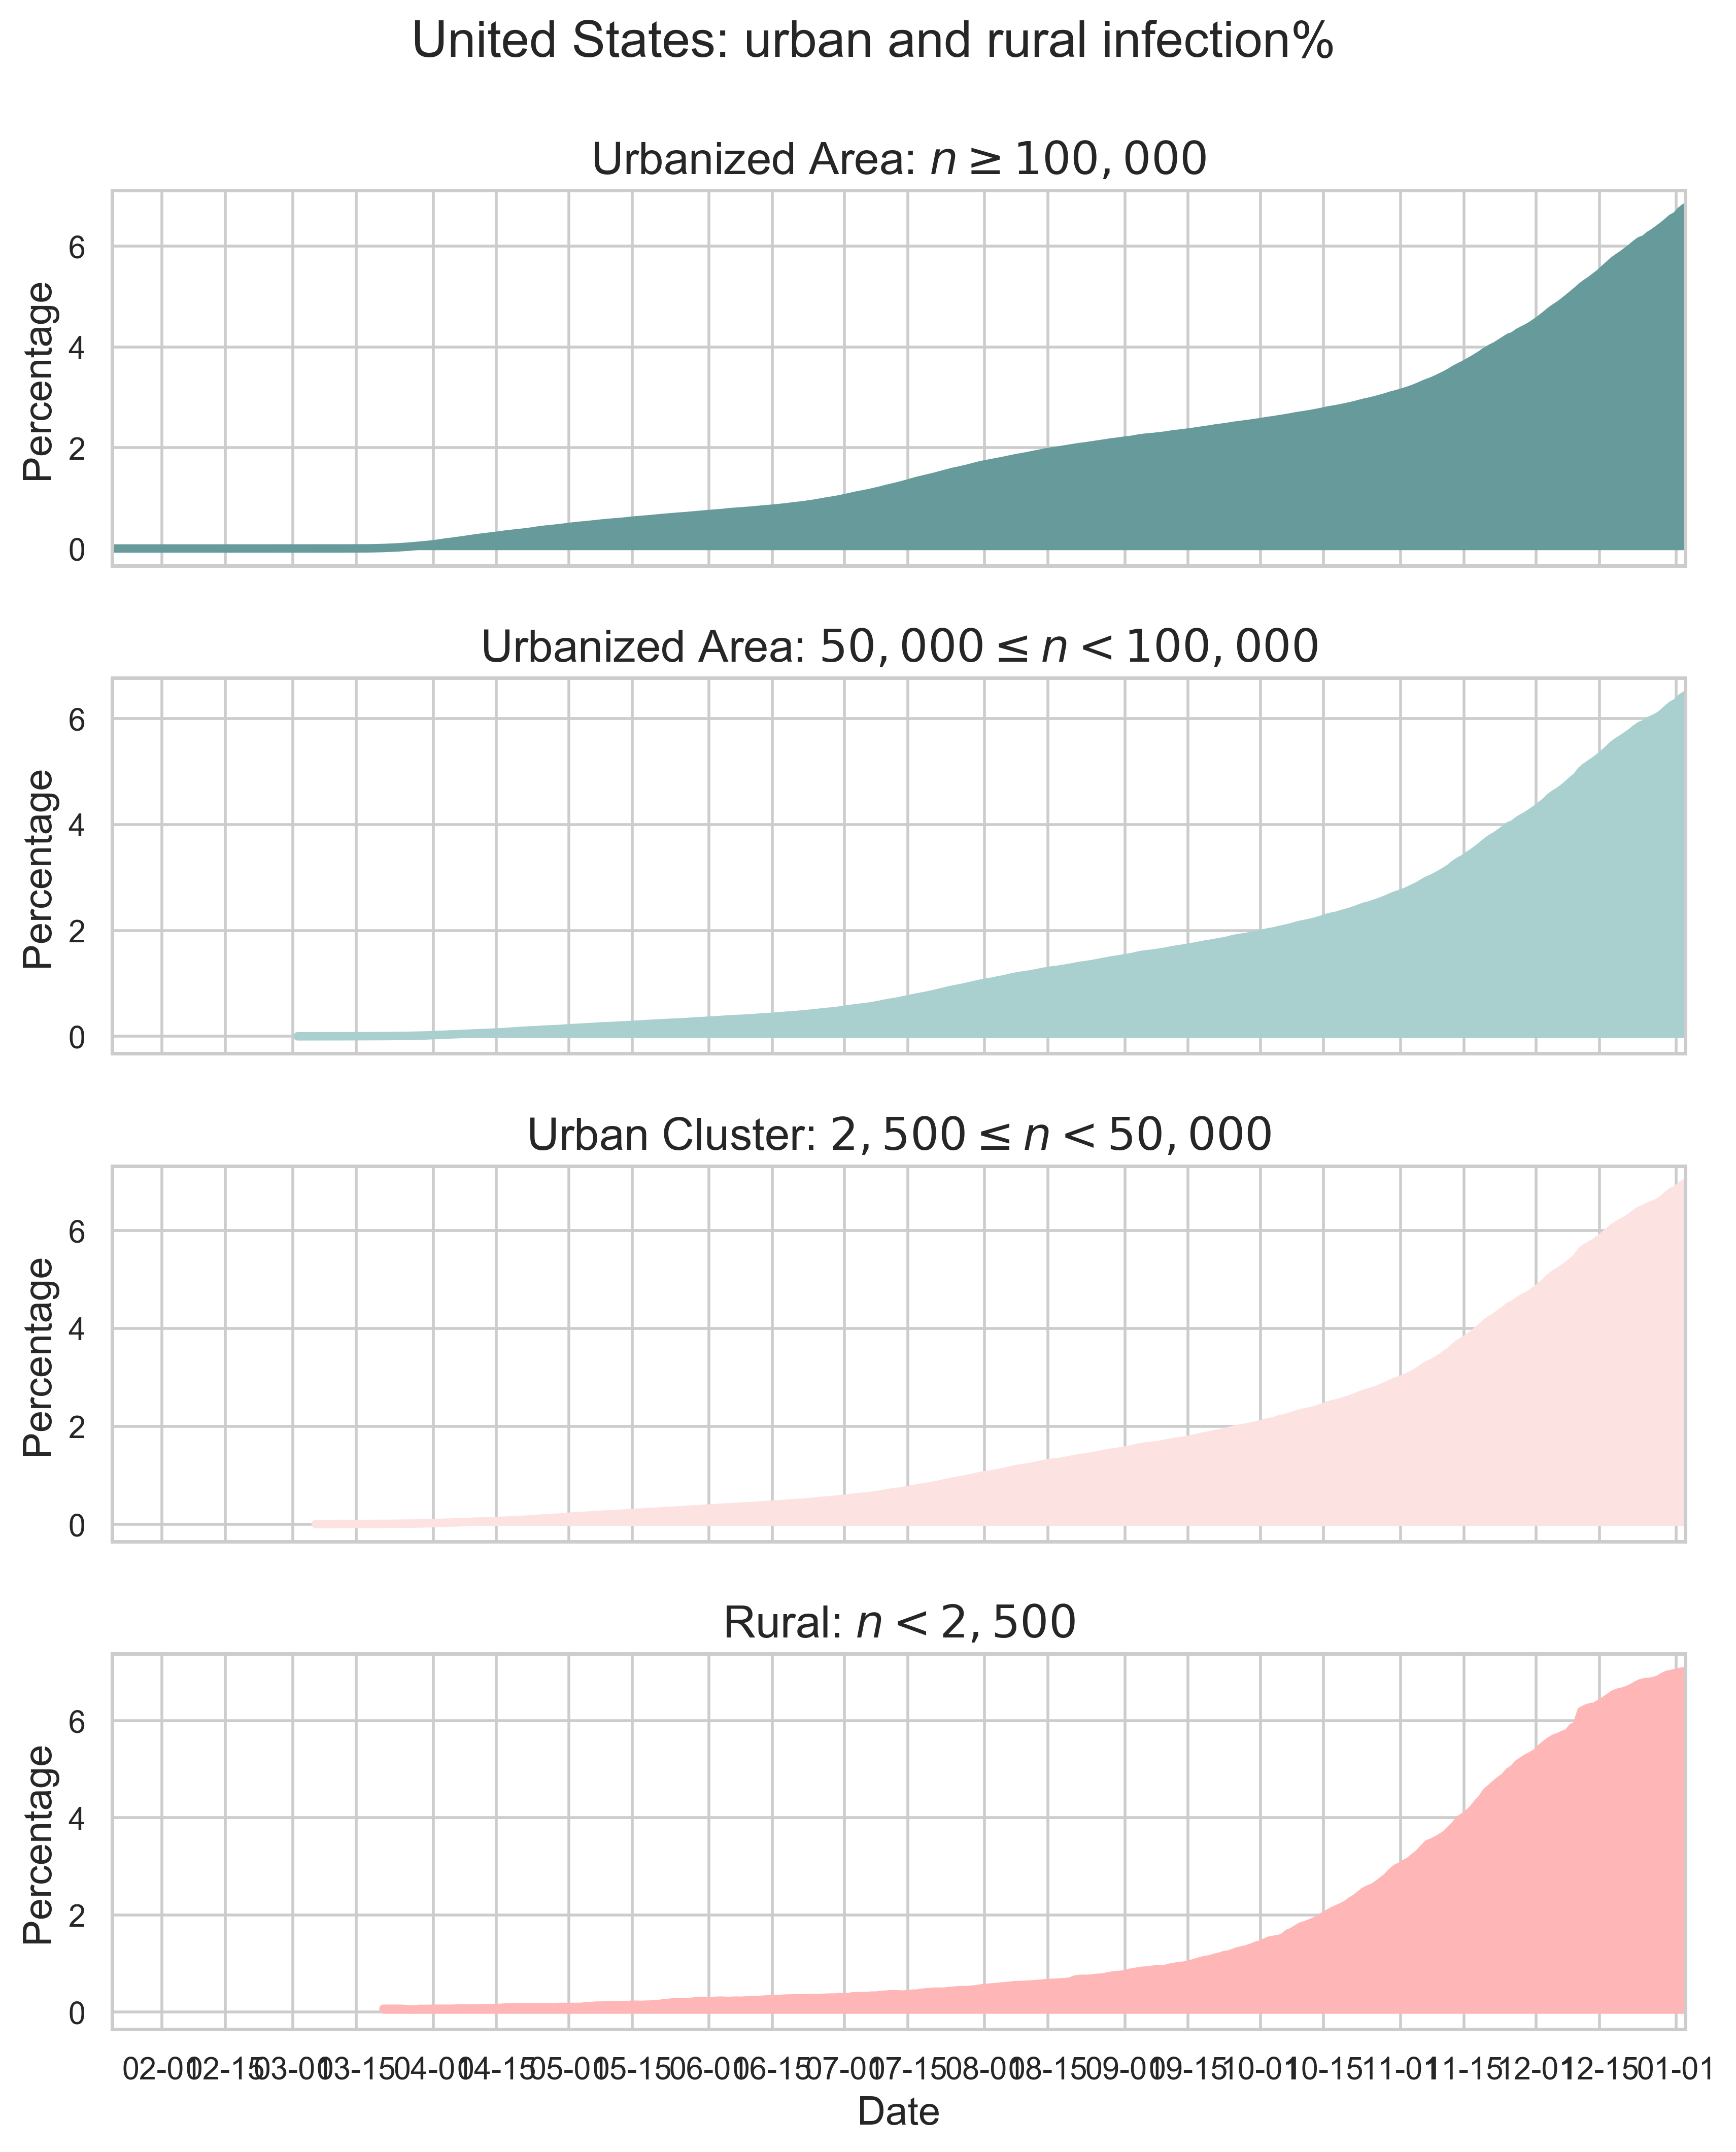 United States: urban and rural infection%
Urbanized Area: n ≥ 100,000
6
4
2
0
Percentage
Urbanized Area: 50,000 ≤ n < 100,000
6
4
2
0
Percentage
Urban Cluster: 2,500 ≤ n < 50,000
6
4
2
0
Percentage
Rural: n < 2,500
6
4
2
0
Percentage
02-01 02-15 03-01 03-15 04-01 04-15 05-01 05-15 06-01 06-15 07-01 07-15 08-01 08-15 09-01 09-15 10-01 10-15 11-01 11-15 12-01 12-15 01-01
Date